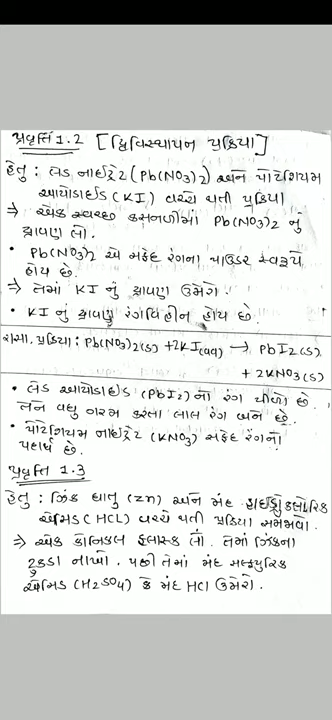 પ્રવૃત્તિ 1.2 [દ્વિવિસ્થાપન પ્રક્રિયા]
હેતુ : લેડ નાઈટ્રેટ (Pb(NO3)2) અને પોટેશિયમ
આયોડાઈડ (KI) વચ્ચે થતી પ્રક્રિયા
⇒ એક સ્વચ્છ કસનળીમાં Pb(NO3)2 નું
દ્રાવણ લો.
• Pb(NO3)2 એ સફેદ રંગના પાઉડર સ્વરૂપે
હોય છે.
⇒ તેમાં KI નું દ્રાવણ ઉમેરો.
• KI નું દ્રાવણ રંગવિહીન હોય છે.
રાસા. પ્રક્રિયા : Pb(NO3)2(s) + 2KI(aq) → PbI2(s)
+ 2KNO3(s)
• લેડ આયોડાઈડ (PbI2) નો રંગ પીળો છે.
તેને વધુ ગરમ કરતા લાલ રંગ બને છે.
• પોટેશિયમ નાઈટ્રેટ (KNO3) સફેદ રંગનો
પદાર્થ છે.
પ્રવૃત્તિ 1.3
હેતુ : ઝિંક ધાતુ (Zn) અને મંદ હાઈડ્રોકલોરિક
એસિડ (HCL) વચ્ચે થતી પ્રક્રિયા સમજવો.
⇒ એક કોનિકલ ફલાસ્ક લો. તેમાં ઝિંકના
ટુકડા નાખો. પછી તેમાં મંદ સલ્ફ્યુરિક
એસિડ (H2SO4) કે મંદ HCl ઉમેરો.